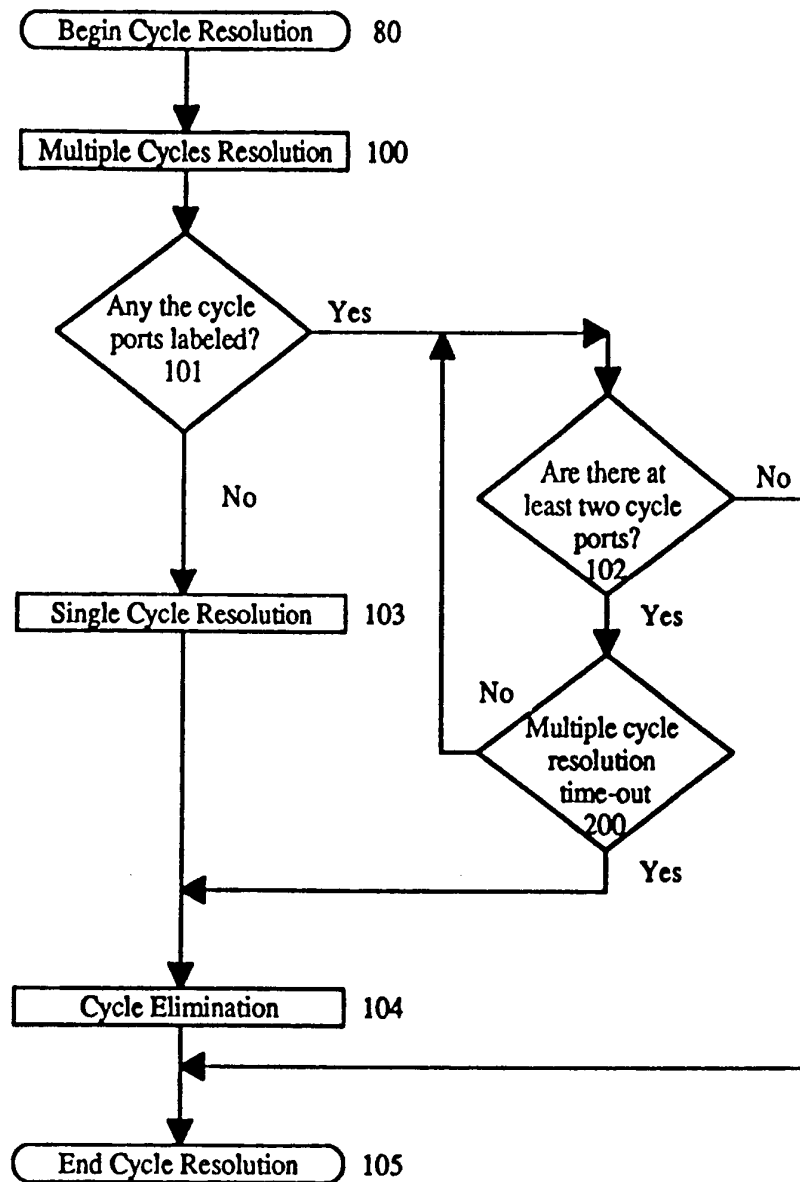 Begin Cycle Resolution 80
Multiple Cycles Resolution 100
Any the cycle
ports labeled?
101
Yes
No
Are there at
least two cycle
ports?
102
No
Yes
Single Cycle Resolution 103
No
Multiple cycle
resolution
time-out
200
Yes
Cycle Elimination 104
End Cycle Resolution 105